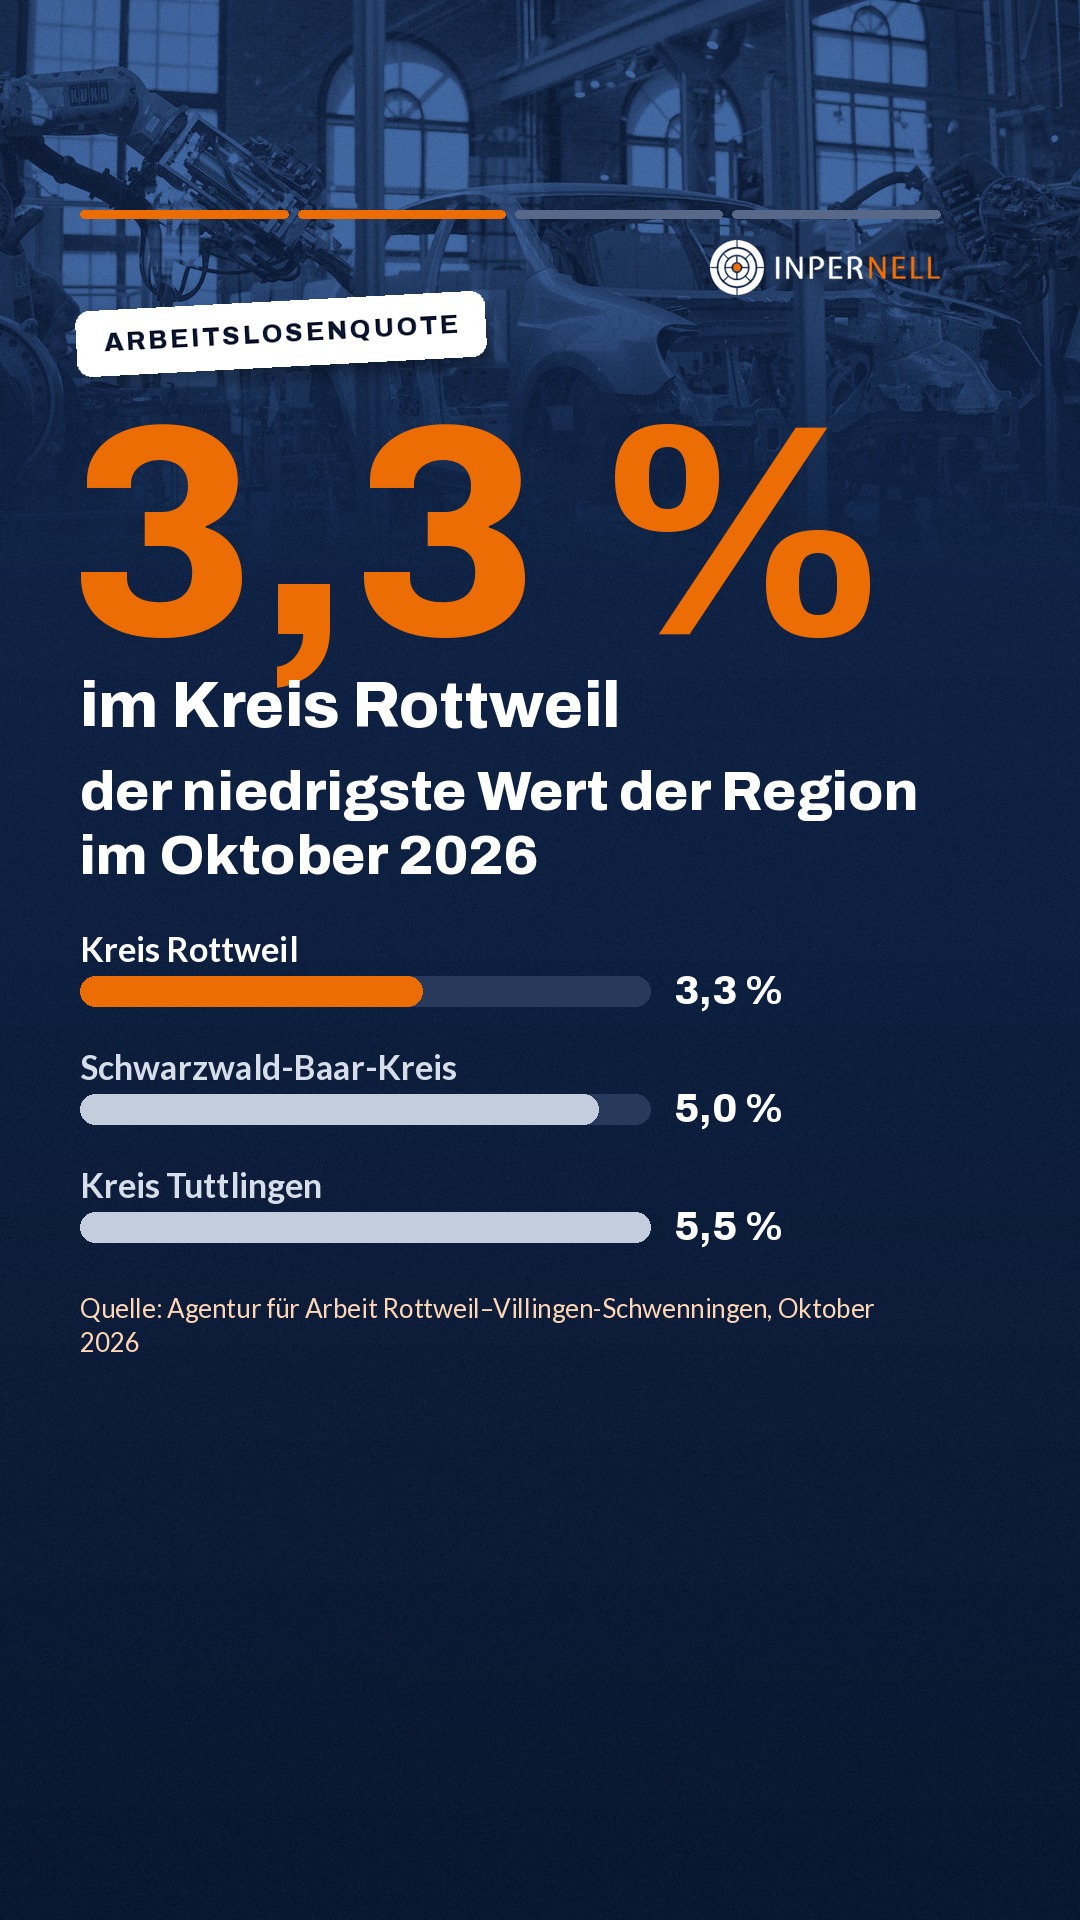 KUKA
INPERNELL
ARBEITSLOSENQUOTE
3,3 %
im Kreis Rottweil
der niedrigste Wert der Region
im Oktober 2026
Kreis Rottweil
3,3 %
Schwarzwald-Baar-Kreis
5,0 %
Kreis Tuttlingen
5,5 %
Quelle: Agentur für Arbeit Rottweil–Villingen-Schwenningen, Oktober
2026